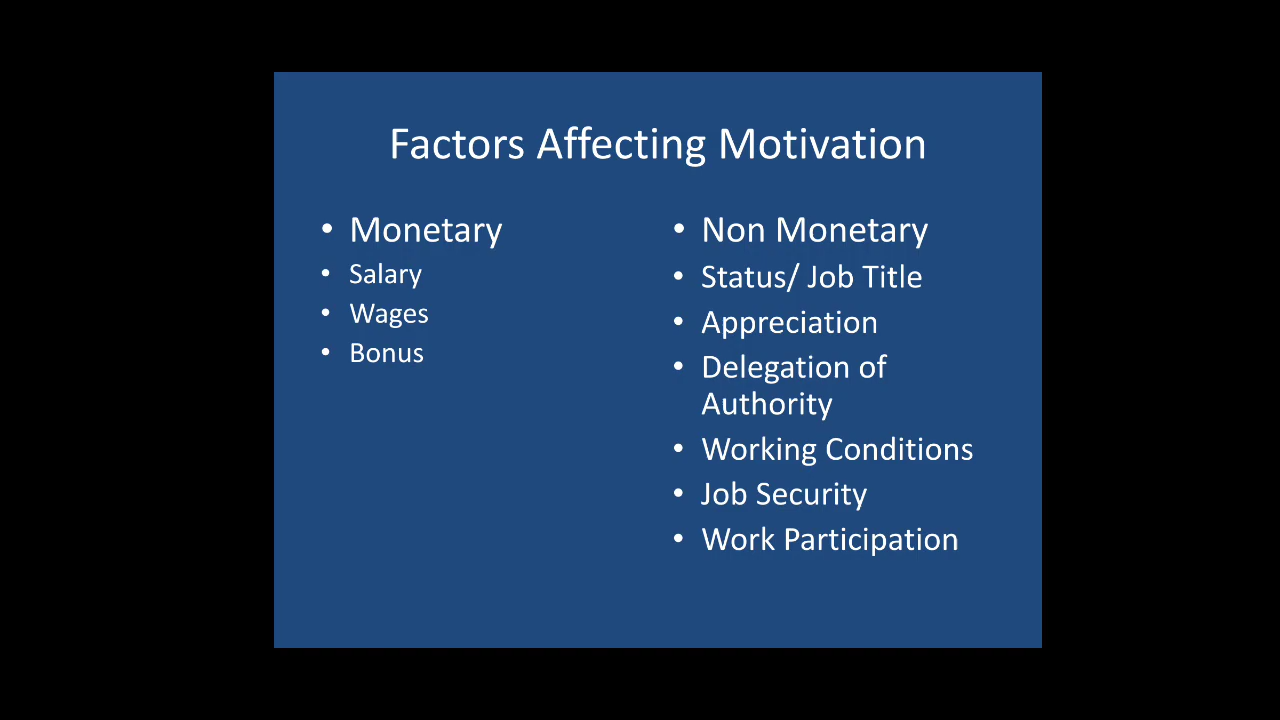 Factors Affecting Motivation
• Monetary
• Salary
• Wages
• Bonus
• Non Monetary
• Status/ Job Title
• Appreciation
• Delegation of
Authority
• Working Conditions
• Job Security
• Work Participation